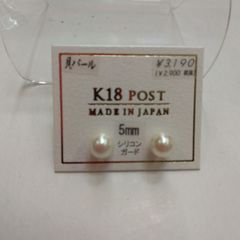 貝パール
¥3,190
(¥2,900 税抜)
K18 POST
MADE IN JAPAN
5mm
シリコン
ガード